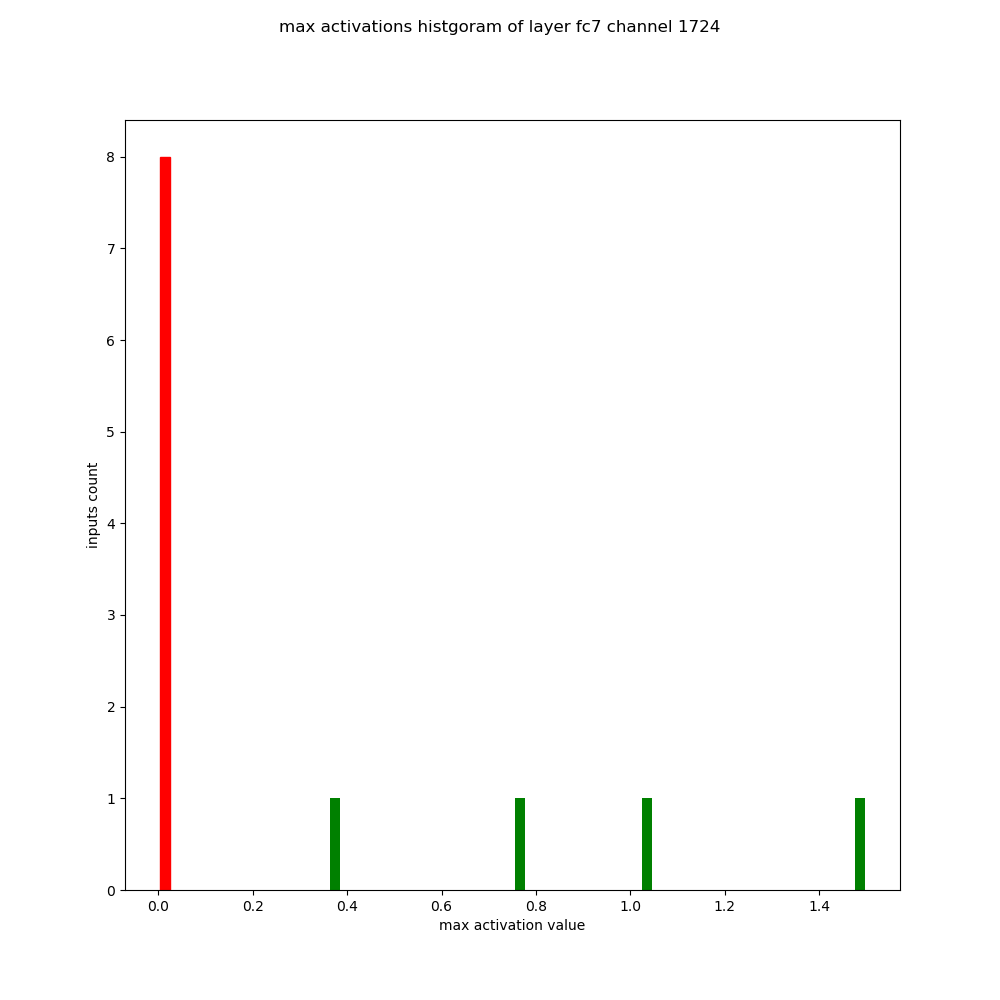 max activations histgoram of layer fc7 channel 1724
8
7
6
5
4
3
2
1
0
inputs count
0.0 0.2 0.4 0.6 0.8 1.0 1.2 1.4
max activation value